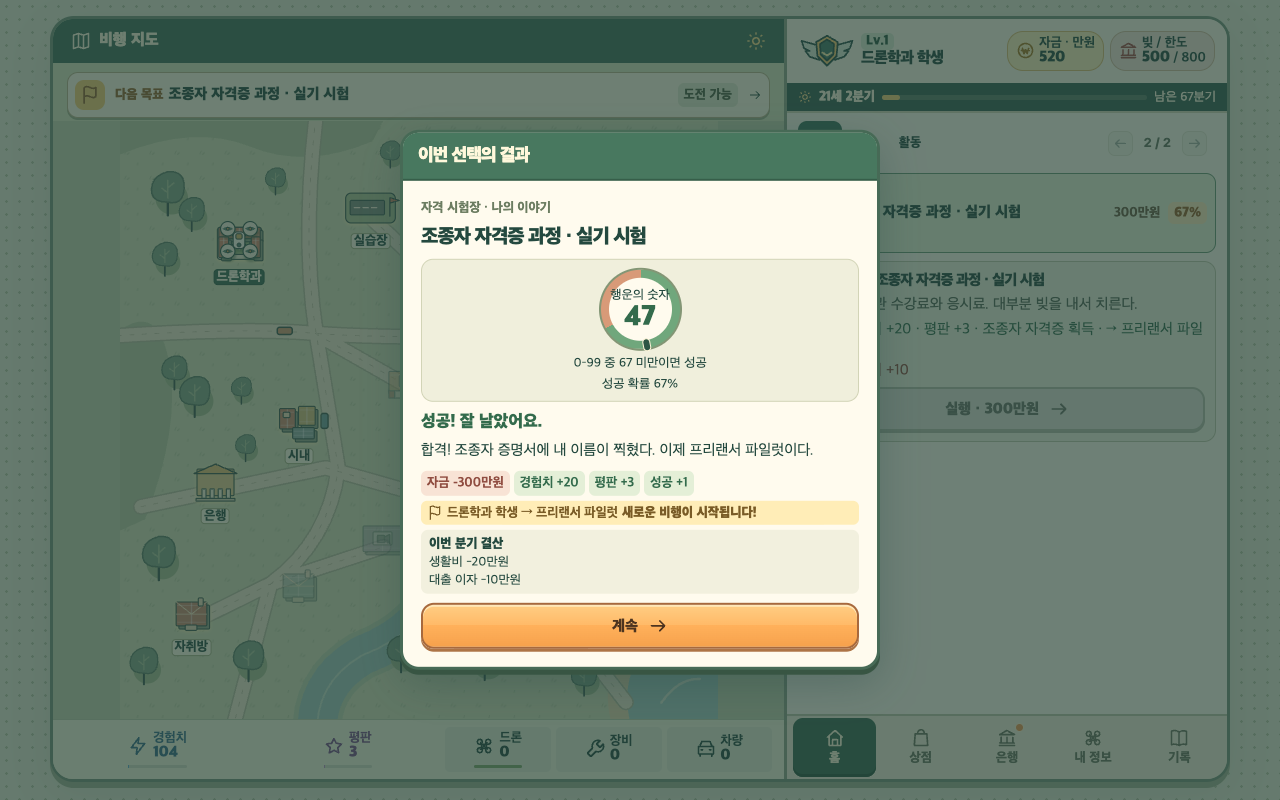 비행 지도
다음 목표 조종자 자격증 과정 · 실기 시험
도전 가능
드론학과
실습장
시내
은행
자취방
경험치
104
평판
3
드론
0
장비
0
차량
0
Lv.1
드론학과 학생
자금 · 만원
520
빚 / 한도
500 / 800
21세 2분기
남은 67분기
활동
2 / 2
자격증 과정 · 실기 시험
300만원 67%
조종자 자격증 과정 · 실기 시험
수강료와 응시료. 대부분 빚을 내서 치른다.
+20 · 평판 +3 · 조종자 자격증 획득 · → 프리랜서 파일
+10
실행 · 300만원
홈
상점
은행
내 정보
기록
이번 선택의 결과
자격 시험장 · 나의 이야기
조종자 자격증 과정 · 실기 시험
행운의 숫자
47
0-99 중 67 미만이면 성공
성공 확률 67%
성공! 잘 날았어요.
합격! 조종자 증명서에 내 이름이 찍혔다. 이제 프리랜서 파일럿이다.
자금 -300만원 경험치 +20 평판 +3 성공 +1
드론학과 학생 → 프리랜서 파일럿 새로운 비행이 시작됩니다!
이번 분기 결산
생활비 -20만원
대출 이자 -10만원
계속